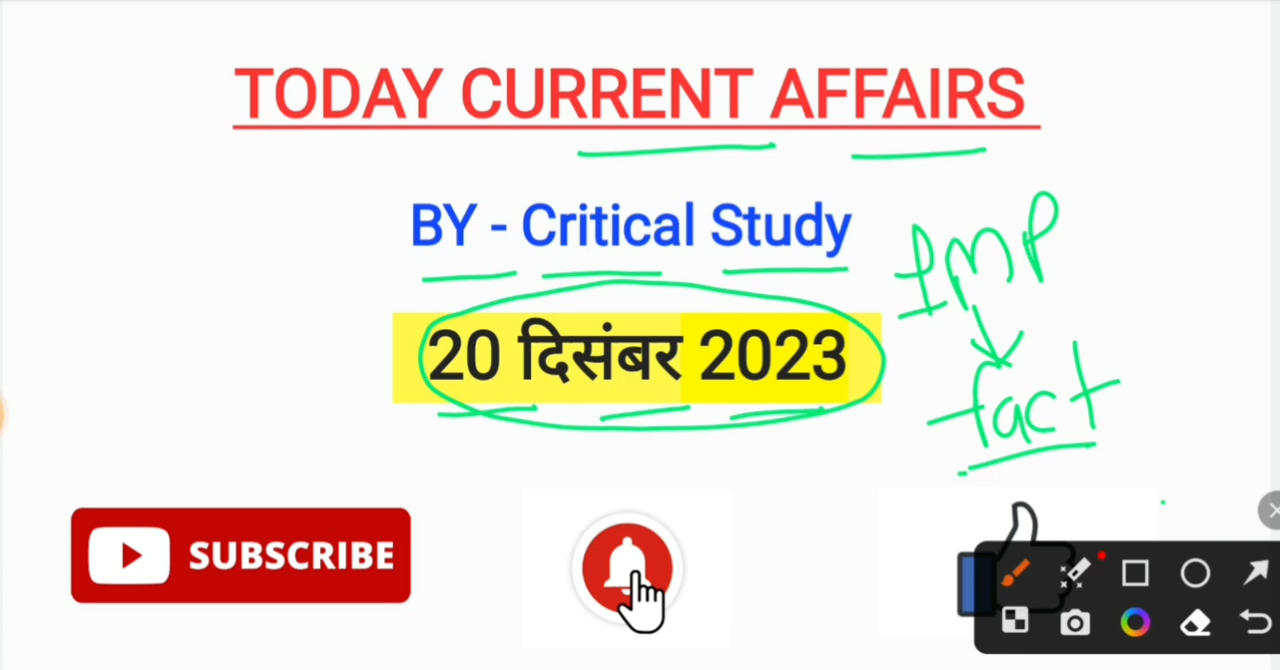 TODAY CURRENT AFFAIRS
BY - Critical Study
IMP
20 दिसंबर 2023
fact
SUBSCRIBE